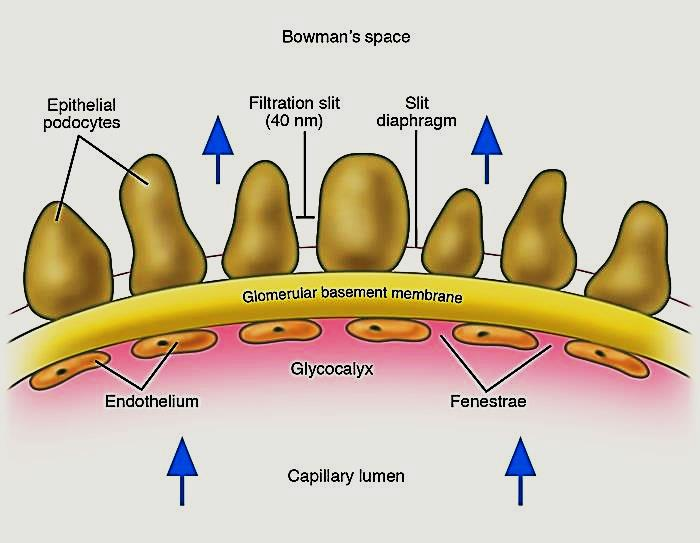 Bowman's space
Epithelial
podocytes
Filtration slit
(40 nm)
Slit
diaphragm
Glomerular basement membrane
Glycocalyx
Endothelium
Fenestrae
Capillary lumen